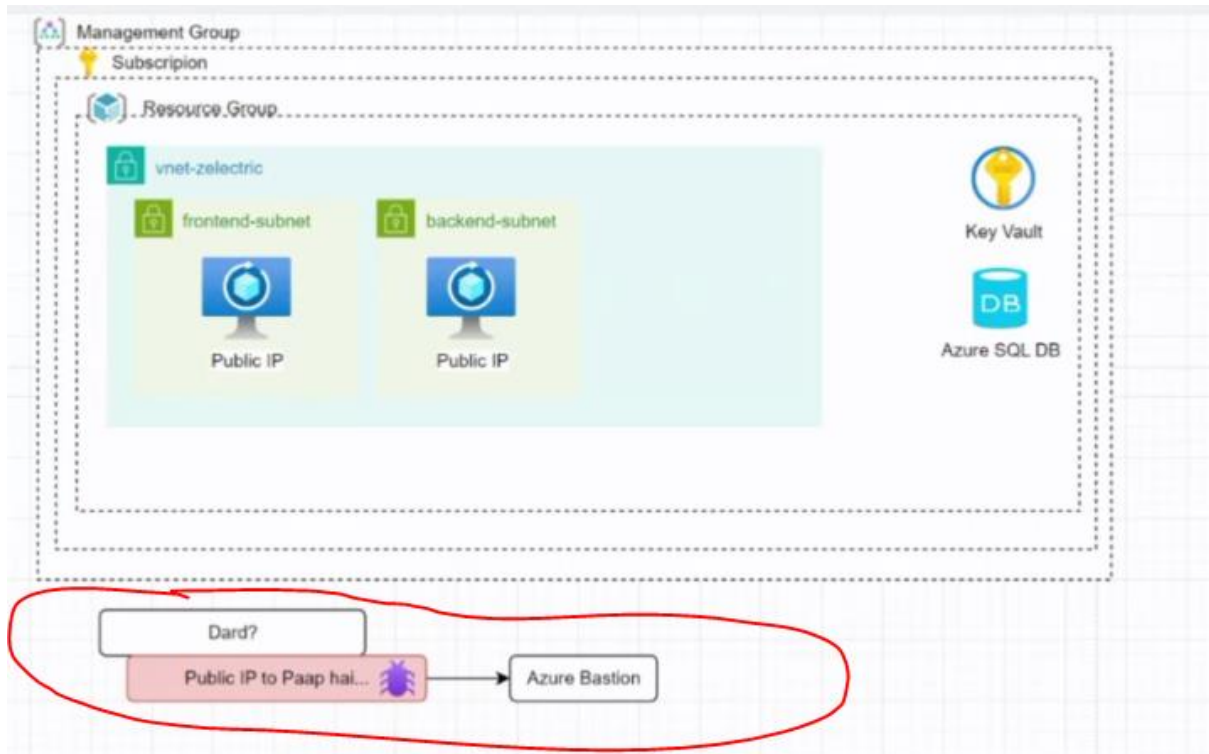 Management Group
Subscripion
Resource Group
vnet-zelectric
frontend-subnet
backend-subnet
Public IP
Public IP
Key Vault
DB
Azure SQL DB
Dard?
Public IP to Paap hai...
Azure Bastion